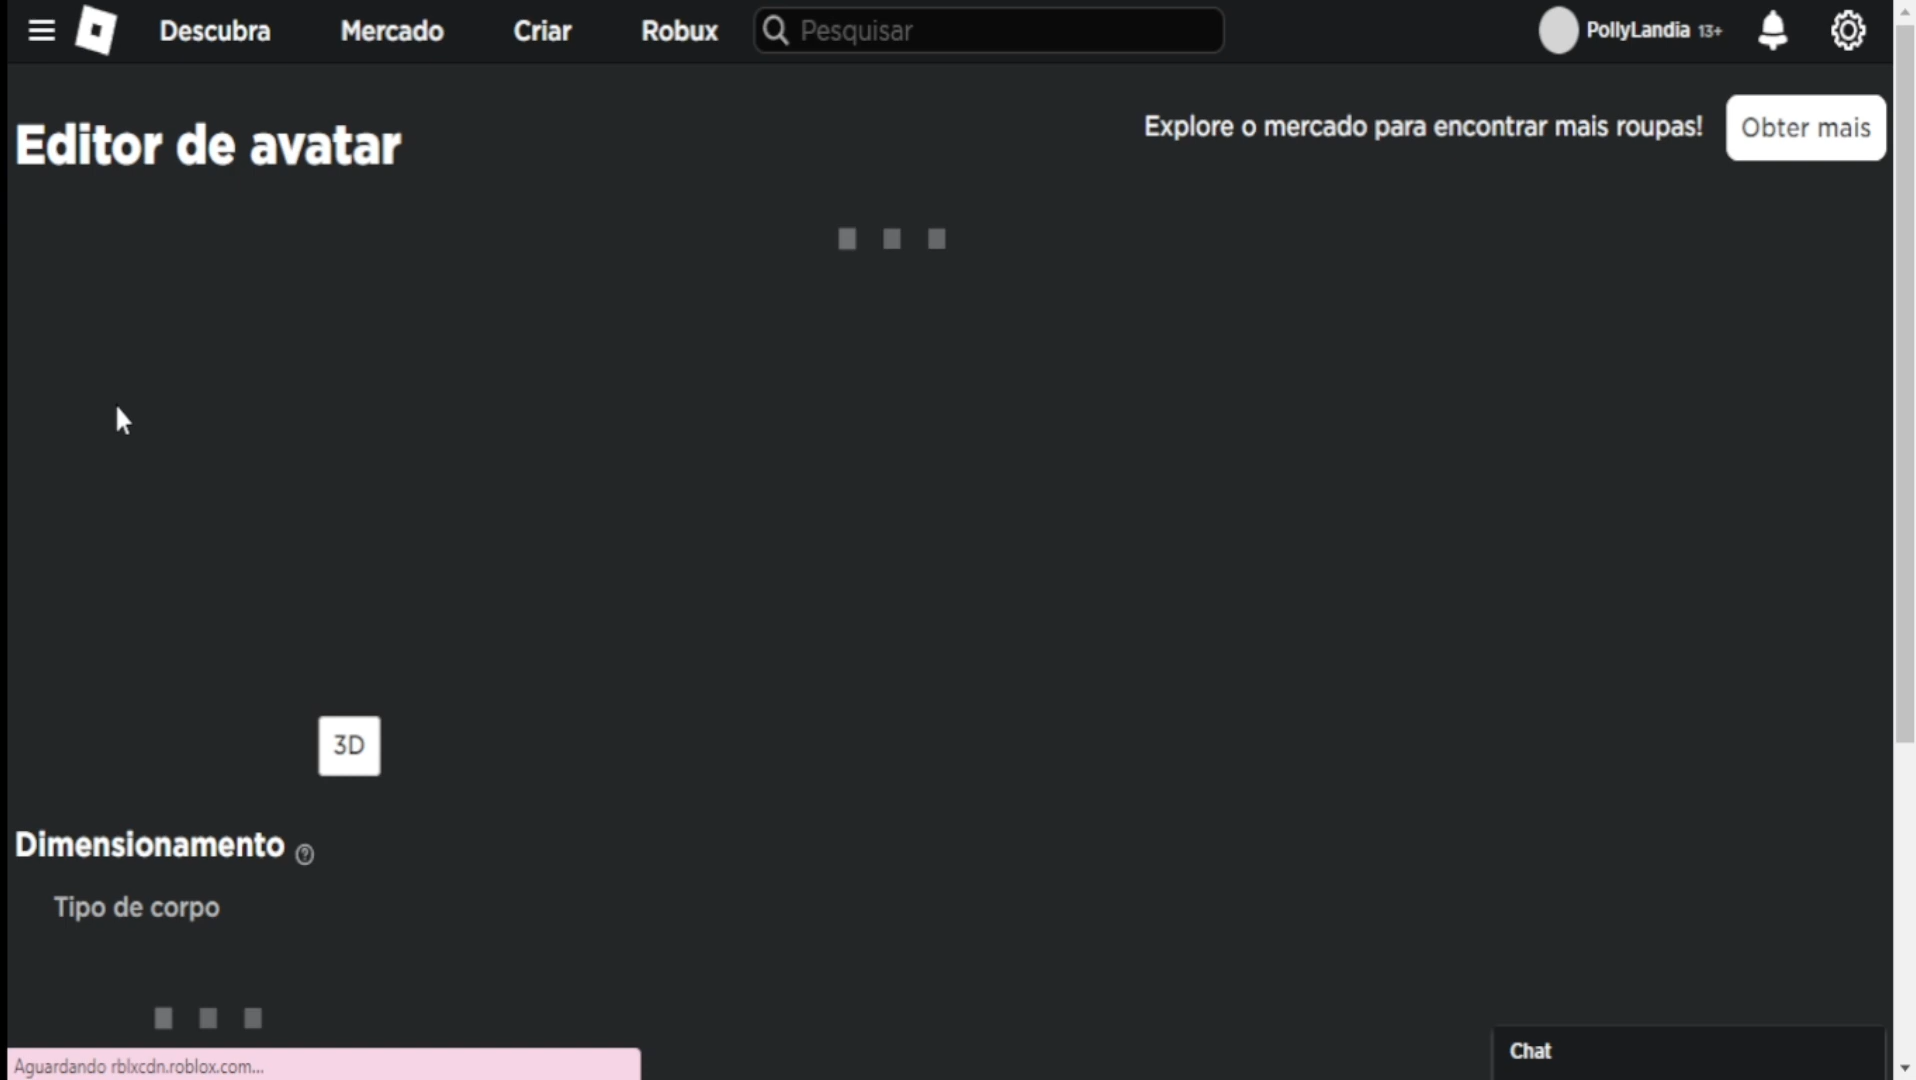 Descubra Mercado Criar Robux Pesquisar PollyLandia 13+
Editor de avatar
Explore o mercado para encontrar mais roupas! Obter mais
3D
Dimensionamento ?
Tipo de corpo
Chat
Aguardando rblxcdn.roblox.com...